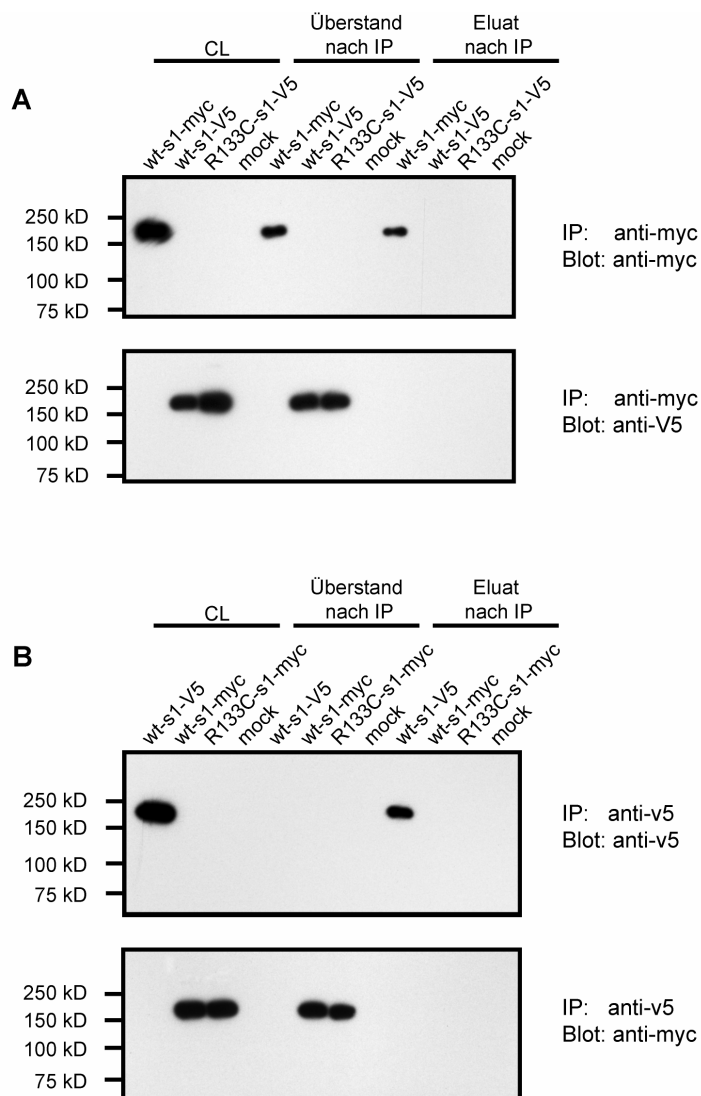 CL
Überstand
nach IP
Eluat
nach IP
A
wt-s1-myc
wt-s1-V5
R133C-s1-V5
mock
wt-s1-myc
wt-s1-V5
R133C-s1-V5
mock
wt-s1-myc
wt-s1-V5
R133C-s1-V5
mock
250 kD
150 kD
100 kD
75 kD
IP: anti-myc
Blot: anti-myc
250 kD
150 kD
100 kD
75 kD
IP: anti-myc
Blot: anti-V5
CL
Überstand
nach IP
Eluat
nach IP
B
wt-s1-V5
wt-s1-myc
R133C-s1-myc
mock
wt-s1-V5
wt-s1-myc
R133C-s1-myc
mock
wt-s1-V5
wt-s1-myc
R133C-s1-myc
mock
250 kD
150 kD
100 kD
75 kD
IP: anti-v5
Blot: anti-v5
250 kD
150 kD
100 kD
75 kD
IP: anti-v5
Blot: anti-myc